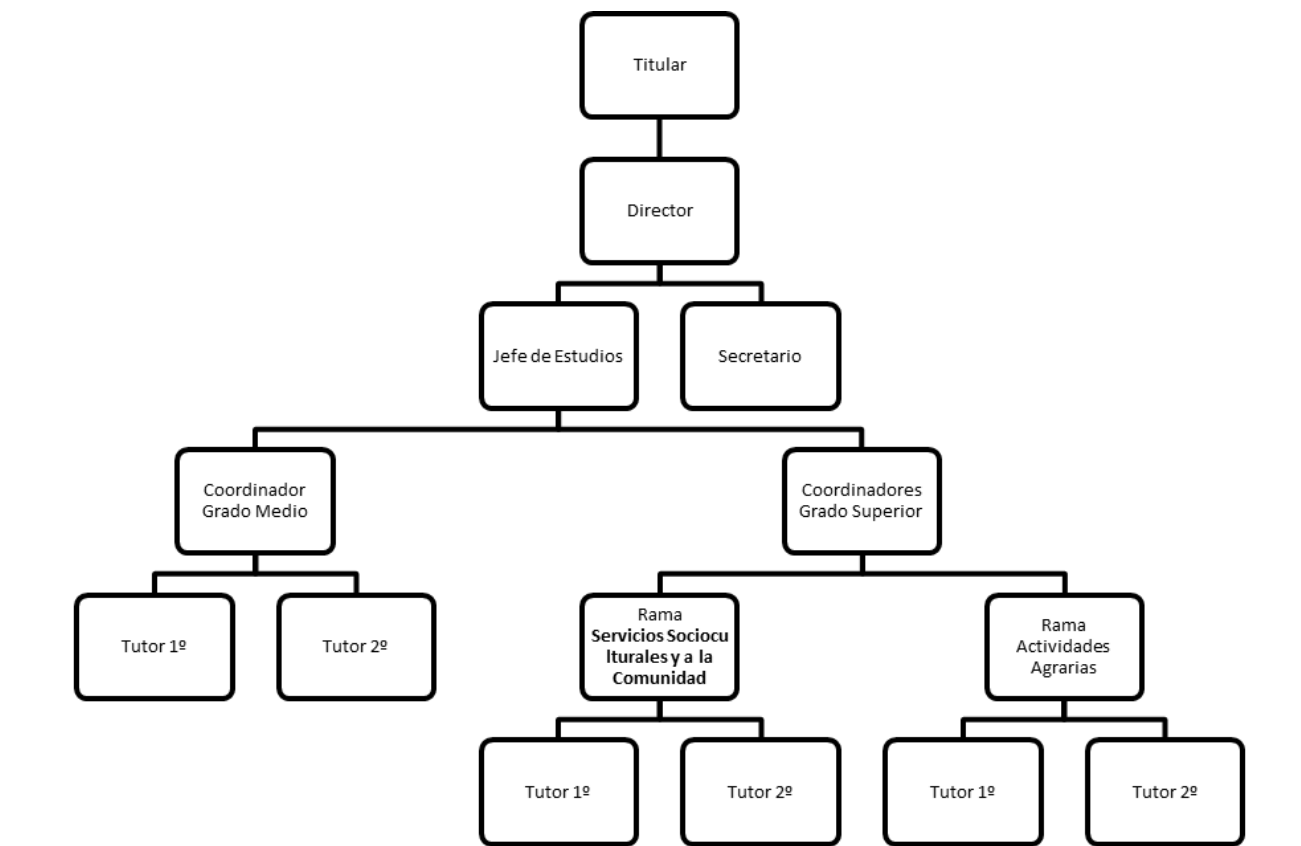 Titular
Director
Jefe de Estudios
Secretario
Coordinador
Grado Medio
Coordinadores
Grado Superior
Tutor 1º
Tutor 2º
Rama
Servicios Sociocu
lturales y a la
Comunidad
Rama
Actividades
Agrarias
Tutor 1º
Tutor 2º
Tutor 1º
Tutor 2º